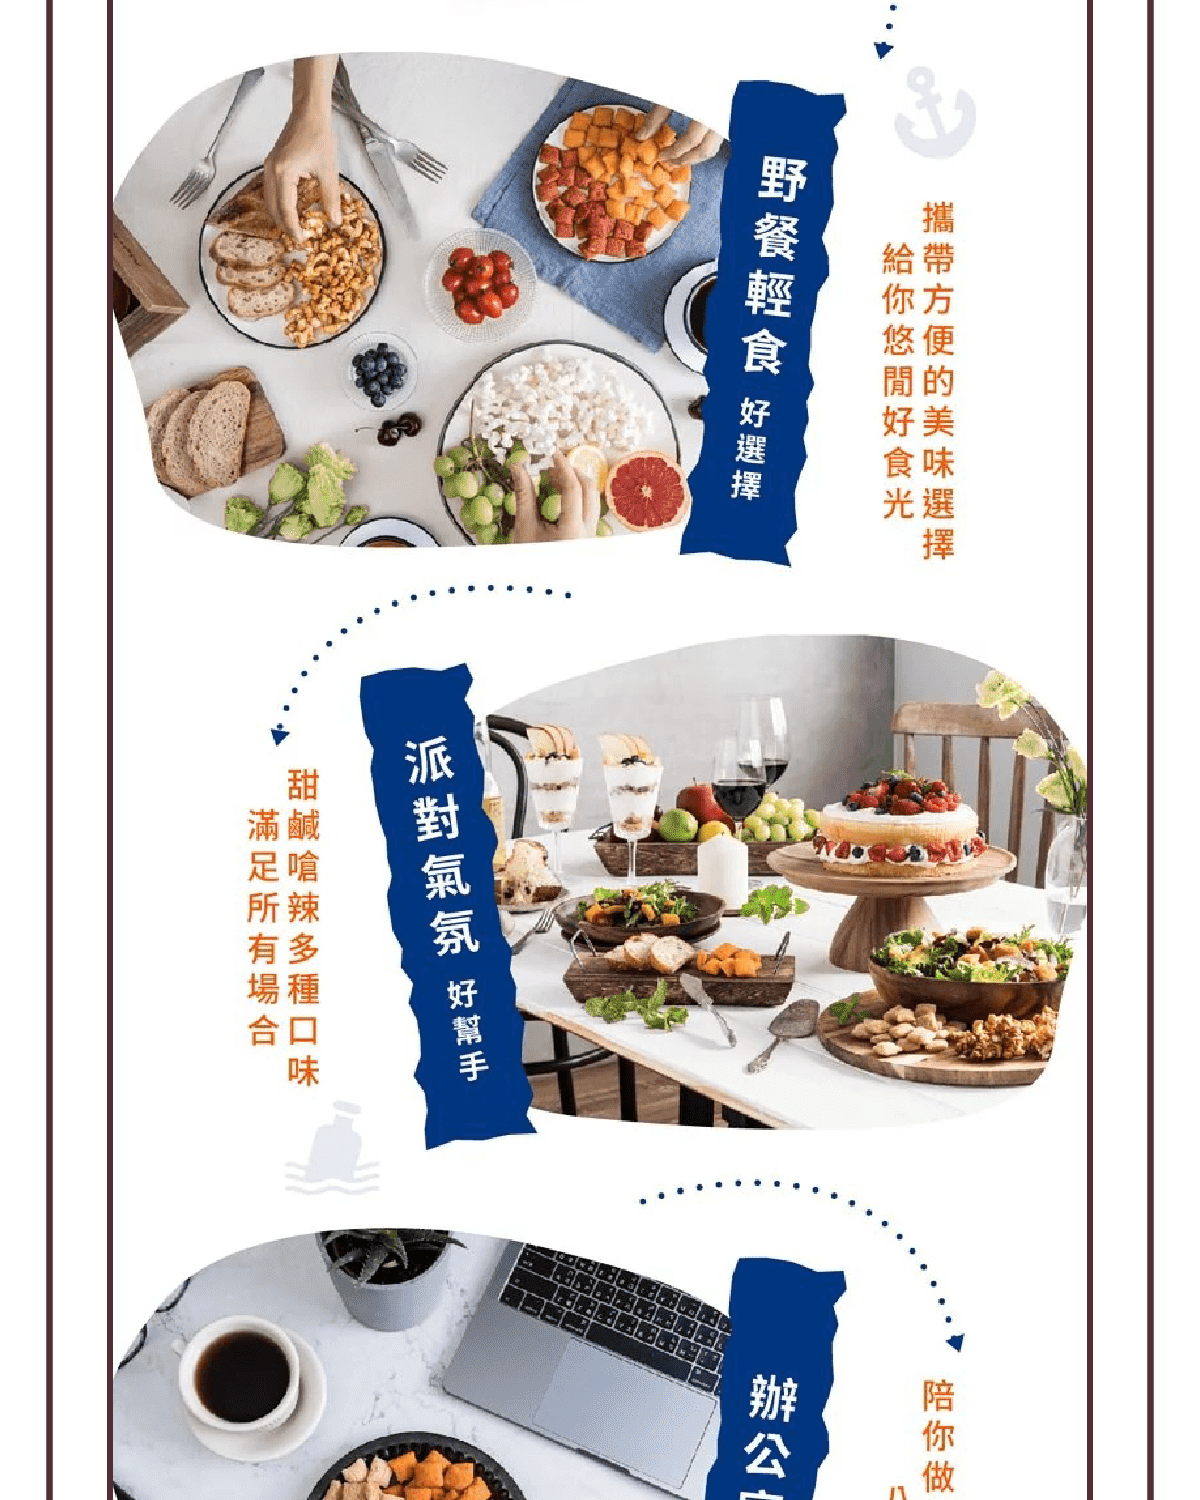 野餐輕食 好選擇
攜帶方便的美味選擇
給你悠閒好食光
派對氣氛 好幫手
甜鹹嗆辣多種口味
滿足所有場合
辦公
陪你做